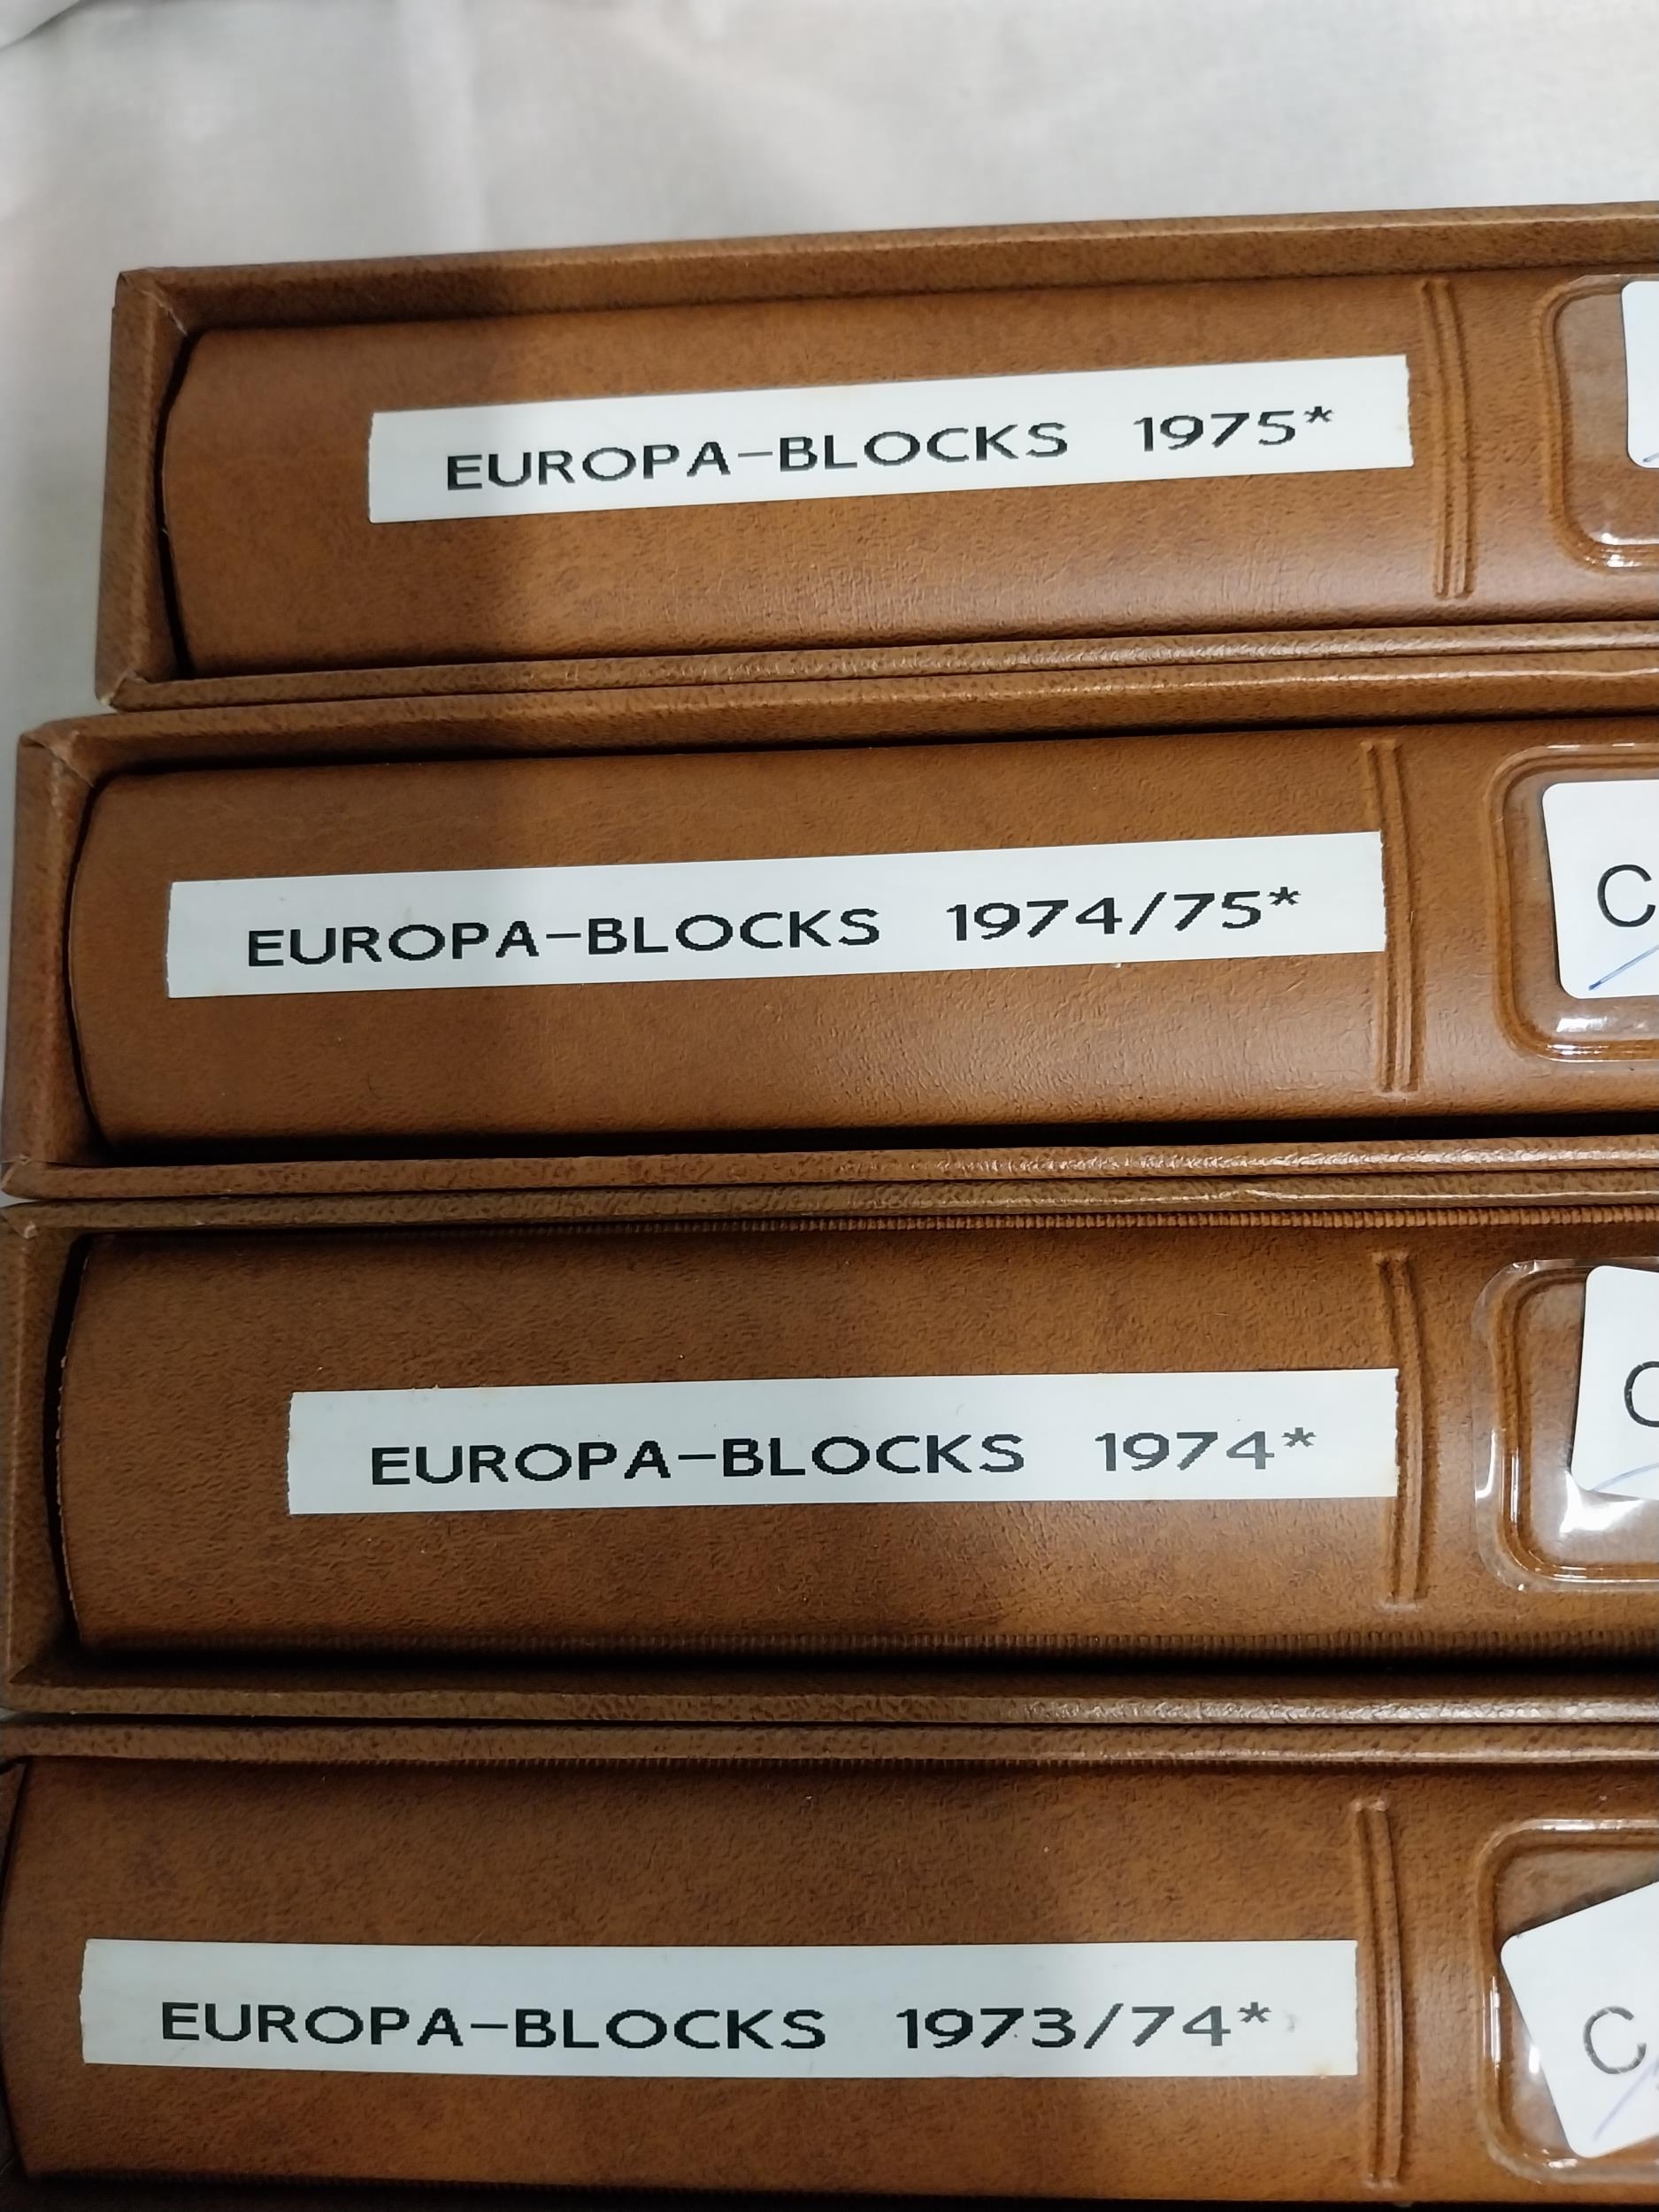 EUROPA-BLOCKS 1975*
EUROPA-BLOCKS 1974/75*
C
EUROPA-BLOCKS 1974*
C
EUROPA-BLOCKS 1973/74*
C